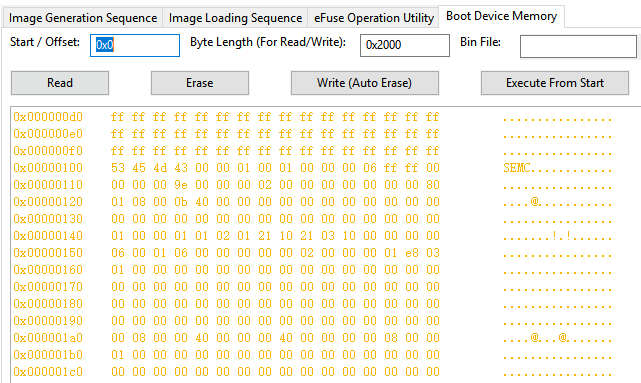 Image Generation Sequence Image Loading Sequence eFuse Operation Utility Boot Device Memory
Start / Offset: 0x0 Byte Length (For Read/Write): 0x2000 Bin File:
Read Erase Write (Auto Erase) Execute From Start
0x000000d0 ff ff ff ff ff ff ff ff ff ff ff ff ff ff ff ff ................
0x000000e0 ff ff ff ff ff ff ff ff ff ff ff ff ff ff ff ff ................
0x000000f0 ff ff ff ff ff ff ff ff ff ff ff ff ff ff ff ff ................
0x00000100 53 45 4d 43 00 00 01 00 01 00 00 00 06 ff ff 00 SEMC............
0x00000110 00 00 00 9e 00 00 00 02 00 00 00 00 00 00 00 80 ................
0x00000120 01 08 00 0b 40 00 00 00 00 00 00 00 00 00 00 00 ....@...........
0x00000130 00 00 00 00 00 00 00 00 00 00 00 00 00 00 00 00 ................
0x00000140 01 00 00 01 01 02 01 21 10 21 03 10 00 00 00 00 .......!.!......
0x00000150 06 00 01 06 00 00 00 00 00 02 00 00 00 01 e8 03 ................
0x00000160 01 00 00 00 00 00 00 00 00 00 00 00 00 00 00 00 ................
0x00000170 00 00 00 00 00 00 00 00 00 00 00 00 00 00 00 00 ................
0x00000180 00 00 00 00 00 00 00 00 00 00 00 00 00 00 00 00 ................
0x00000190 00 00 00 00 00 00 00 00 00 00 00 00 00 00 00 00 ................
0x000001a0 00 08 00 00 40 00 00 00 40 00 00 00 00 08 00 00 ....@...@.......
0x000001b0 01 00 00 00 00 00 00 00 00 00 00 00 00 00 00 00 ................
0x000001c0 00 00 00 00 00 00 00 00 00 00 00 00 00 00 00 00 ................